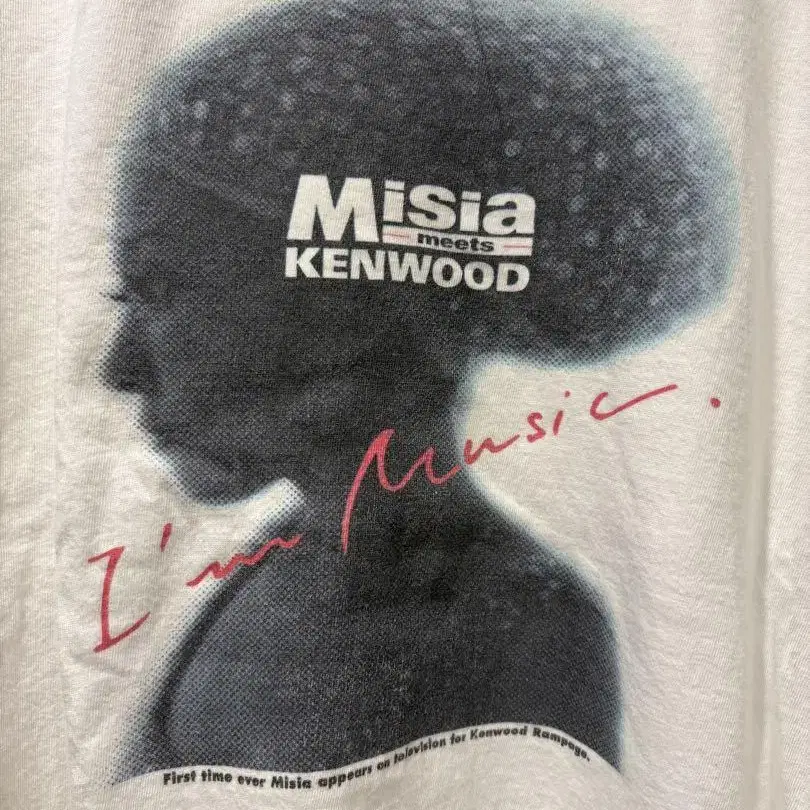 Misia
meets
KENWOOD
I'm Music.
First time ever Misia appears on television for Kenwood Rampage.